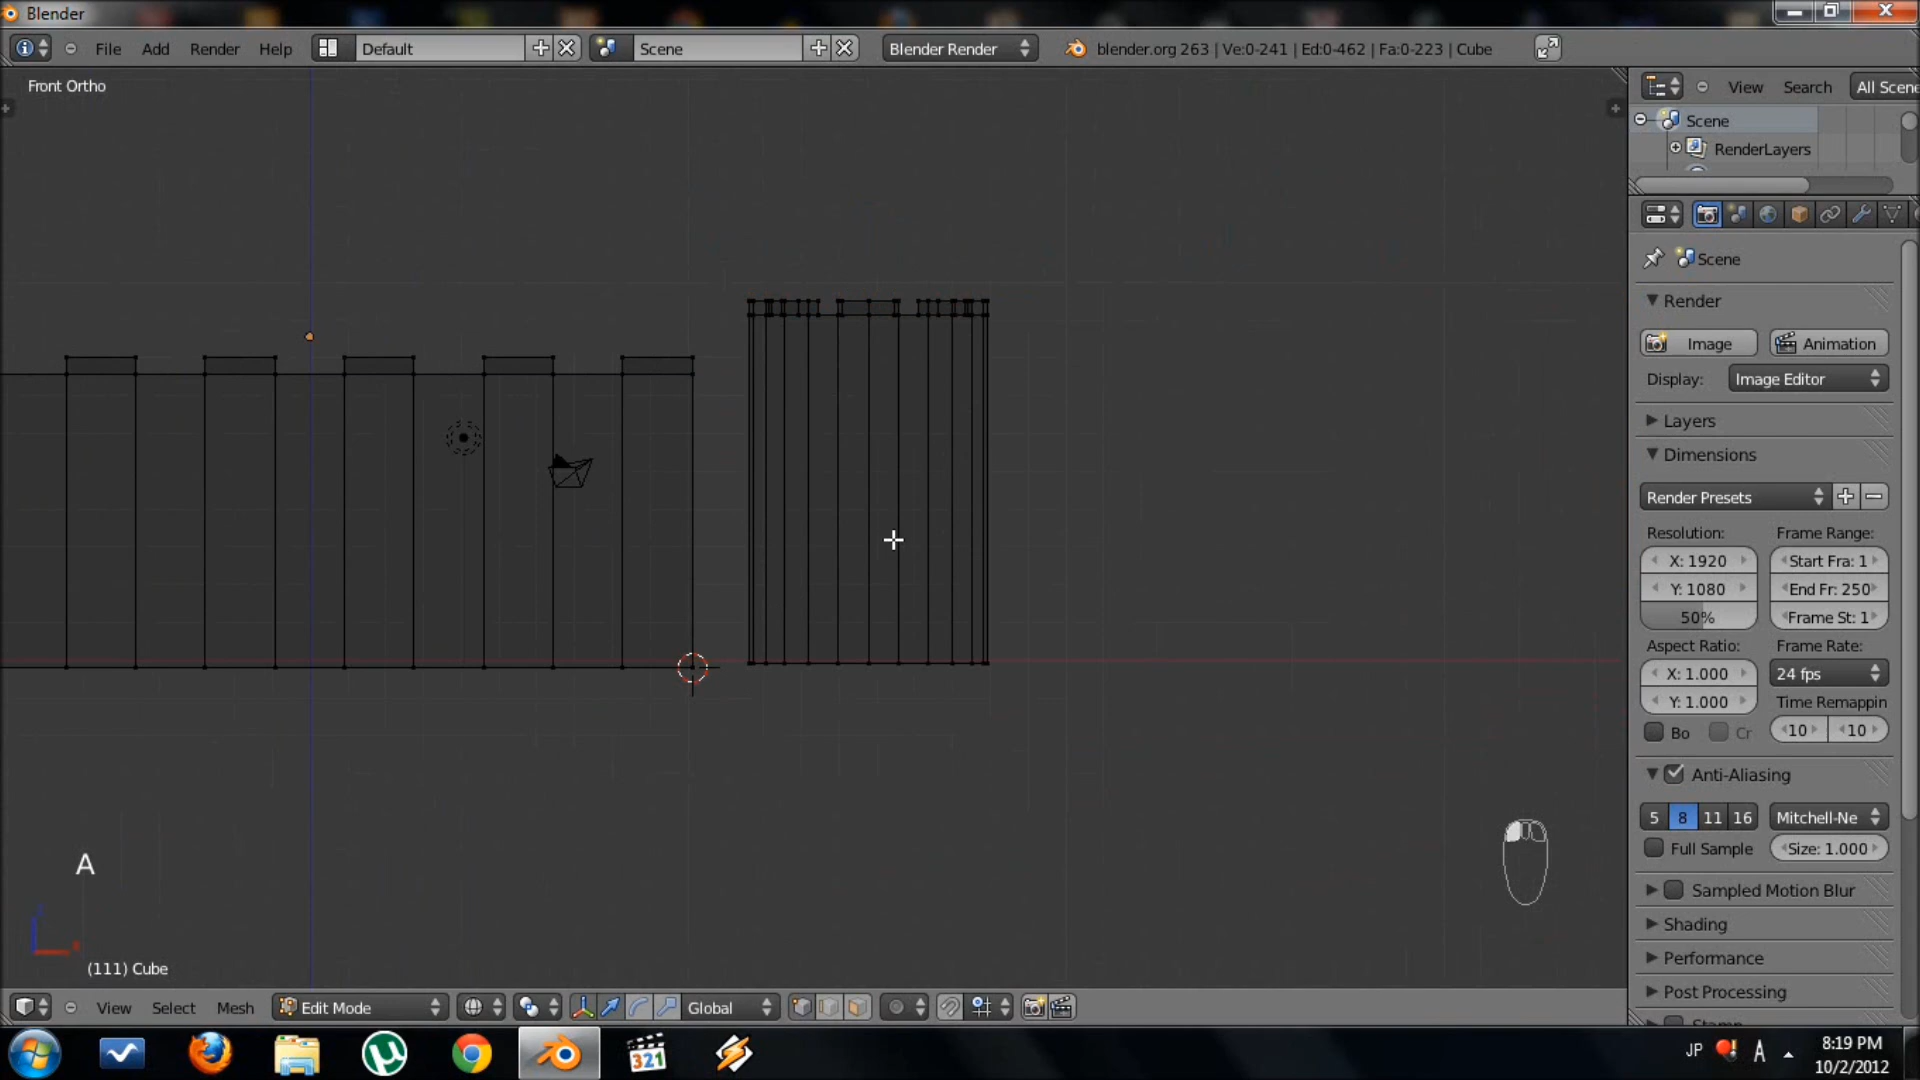 Blender
File Add Render Help Default Scene Blender Render blender.org 263 | Ve:0-241 | Ed:0-462 | Fa:0-223 | Cube
Front Ortho
View Search All Scene
Scene
RenderLayers
Scene
Render
Image Animation
Display: Image Editor
Layers
Dimensions
Render Presets
Resolution: Frame Range:
X: 1920 Start Fra: 1
Y: 1080 End Fr: 250
50% Frame St: 1
Aspect Ratio: Frame Rate:
X: 1.000 24 fps
Y: 1.000 Time Remappin
Bo Cr 10 10
Anti-Aliasing
5 8 11 16 Mitchell-Ne
Full Sample Size: 1.000
Sampled Motion Blur
Shading
Performance
Post Processing
A
(111) Cube
View Select Mesh Edit Mode Global
321
JP A 8:19 PM
10/2/2012